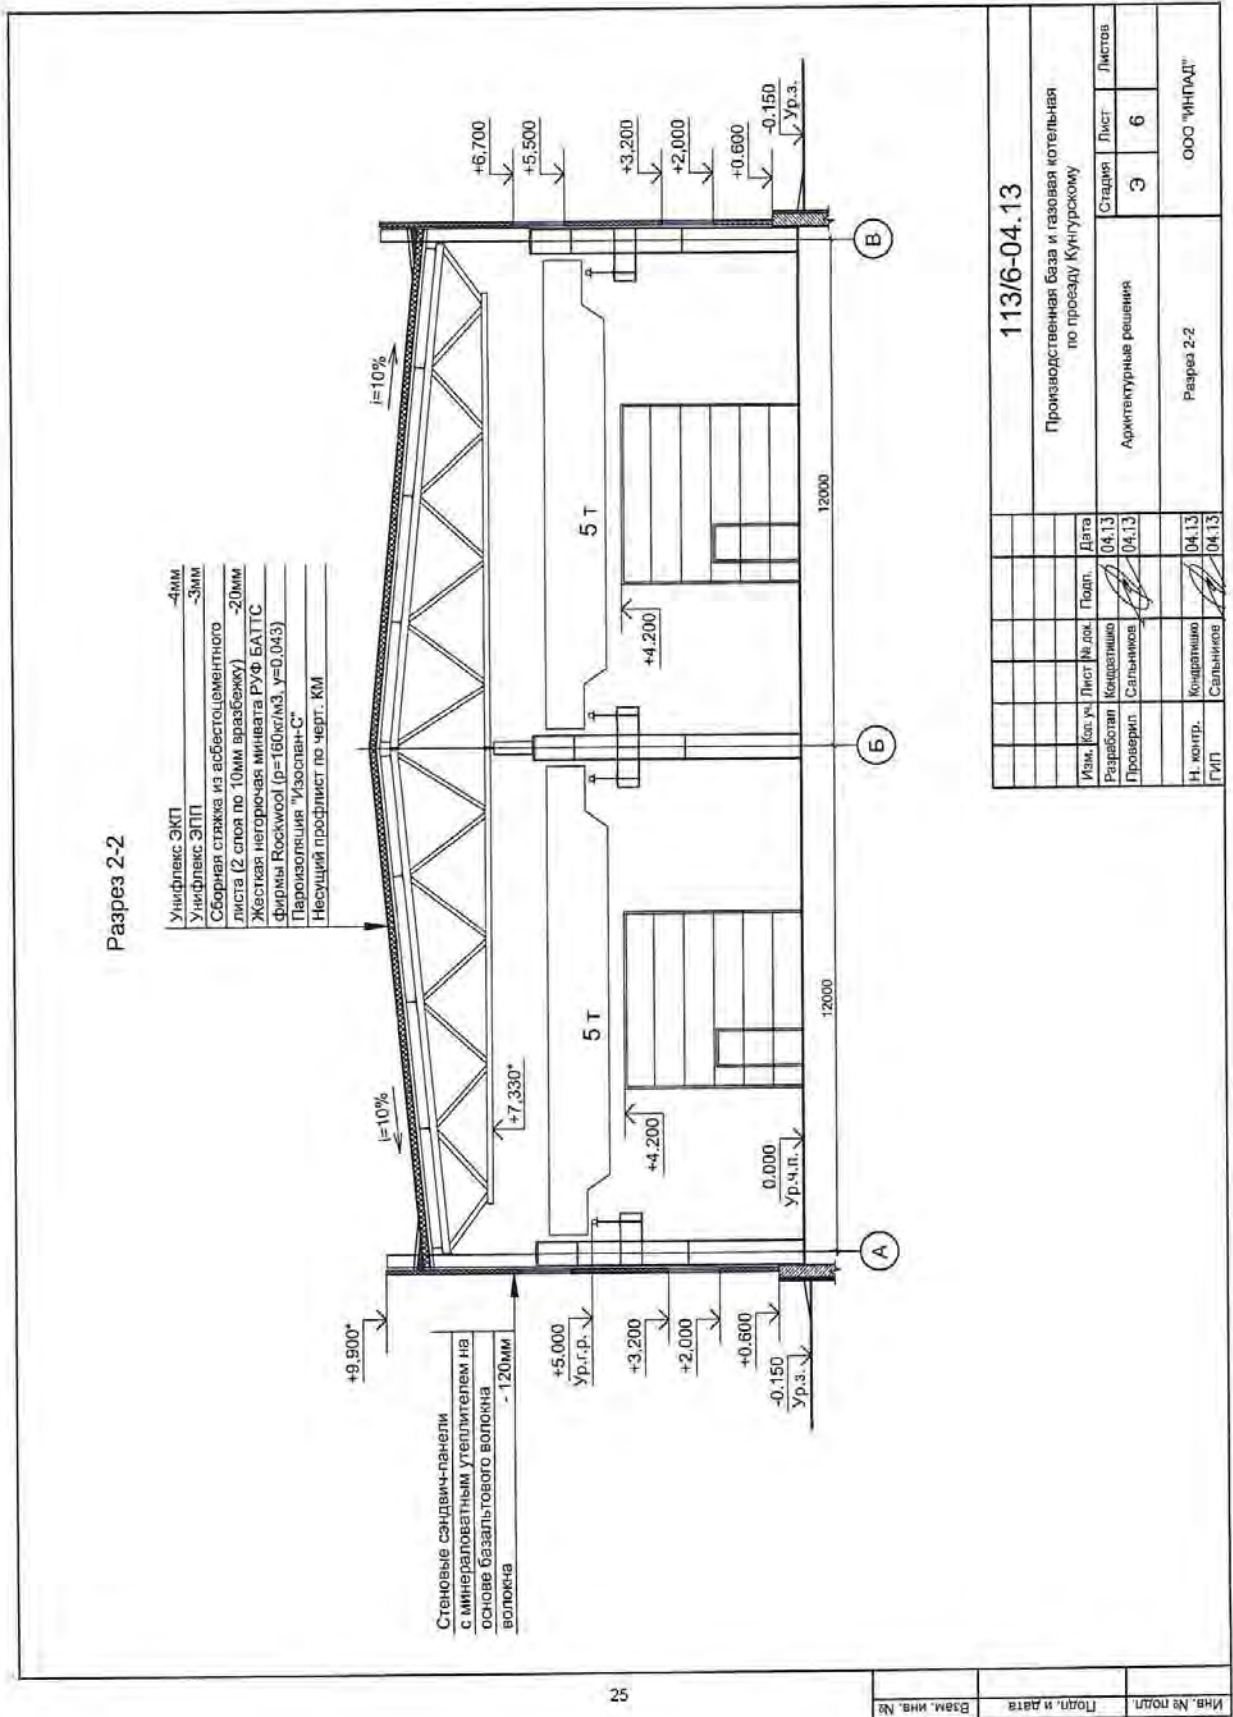 Разрез 2-2
Унифлекс ЭКП -4мм
Унифлекс ЭПП -3мм
Сборная стяжка из асбестоцементного
листа (2 слоя по 10мм вразбежку) -20мм
Жесткая негорючая минвата РУФ БАТТС
фирмы Rockwool (р=160кг/м3, у=0,043)
Пароизоляция "Изоспан-С"
Несущий профлист по черт. КМ
i=10%
i=10%
+9,900*
Стеновые сэндвич-панели
с минераловатным утеплителем на
основе базальтового волокна
волокна - 120мм
+5.000
Ур.г.р.
+3,200
+2,000
+0.600
-0.150
Ур.з.
+7,330*
5 т
5 т
+4.200
+4.200
0.000
Ур.ч.п.
+6,700
+5,500
+3,200
+2,000
+0.600
-0.150
Ур.з.
12000
12000
А
Б
В
113/6-04.13
Производственная база и газовая котельная
по проезду Кунгурскому
Изм. Кол. уч. Лист № док. Подп. Дата
Разработал Кондратишко 04.13
Проверил Сальников 04.13
Н. контр. Кондратишко 04.13
ГИП Сальников 04.13
Архитектурные решения
Стадия Лист Листов
Э 6
Разрез 2-2
ООО "ИНПАД"
25
Взам. инв. №
Подп. и дата
Инв. № подл.